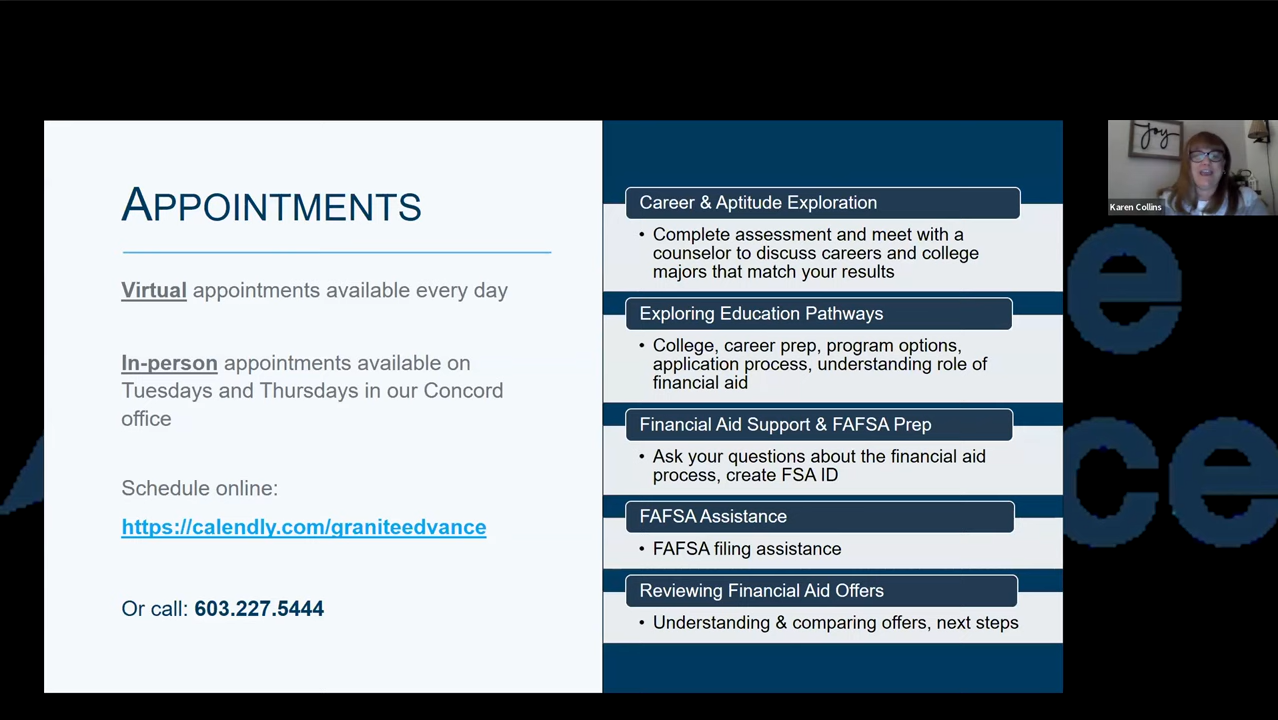 APPOINTMENTS
Virtual appointments available every day
In-person appointments available on
Tuesdays and Thursdays in our Concord
office
Schedule online:
https://calendly.com/graniteedvance
Or call: 603.227.5444
Career & Aptitude Exploration
• Complete assessment and meet with a
counselor to discuss careers and college
majors that match your results
Exploring Education Pathways
• College, career prep, program options,
application process, understanding role of
financial aid
Financial Aid Support & FAFSA Prep
• Ask your questions about the financial aid
process, create FSA ID
FAFSA Assistance
• FAFSA filing assistance
Reviewing Financial Aid Offers
• Understanding & comparing offers, next steps
joy
Karen Collins
e
ce